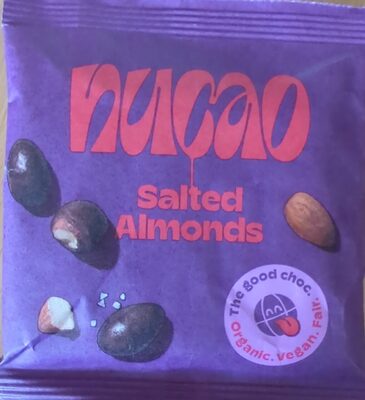 nucao
Salted
Almonds
The good choc.
Organic. vegan. Fair.